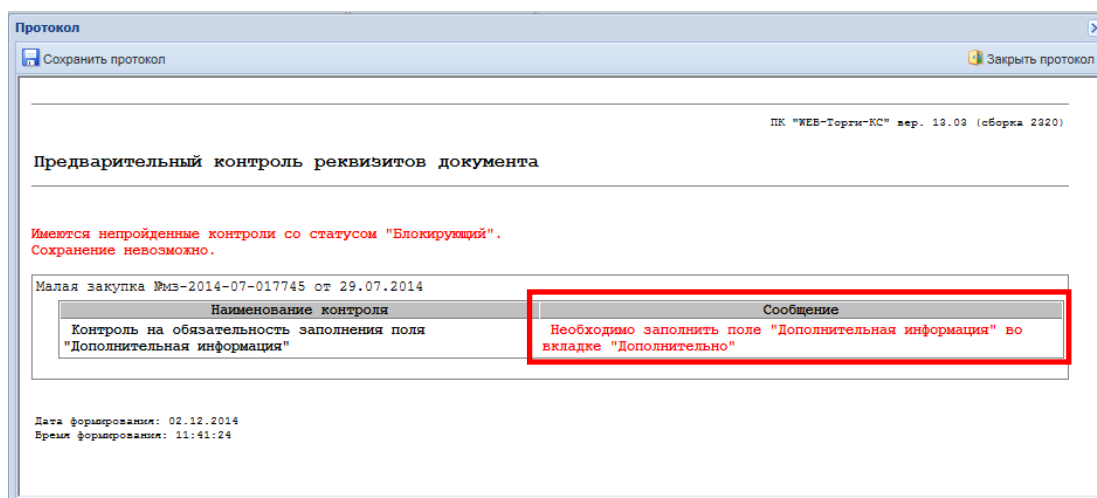 Протокол
Сохранить протокол
Закрыть протокол
ПК "WEB-Торги-КС" вер. 13.03 (сборка 2320)
Предварительный контроль реквизитов документа
Имеются непройденные контроли со статусом "Блокирующий".
Сохранение невозможно.
Малая закупка №мз-2014-07-017745 от 29.07.2014
Наименование контроля
Сообщение
Контроль на обязательность заполнения поля
"Дополнительная информация"
Необходимо заполнить поле "Дополнительная информация" во
вкладке "Дополнительно"
Дата формирования: 02.12.2014
Время формирования: 11:41:24